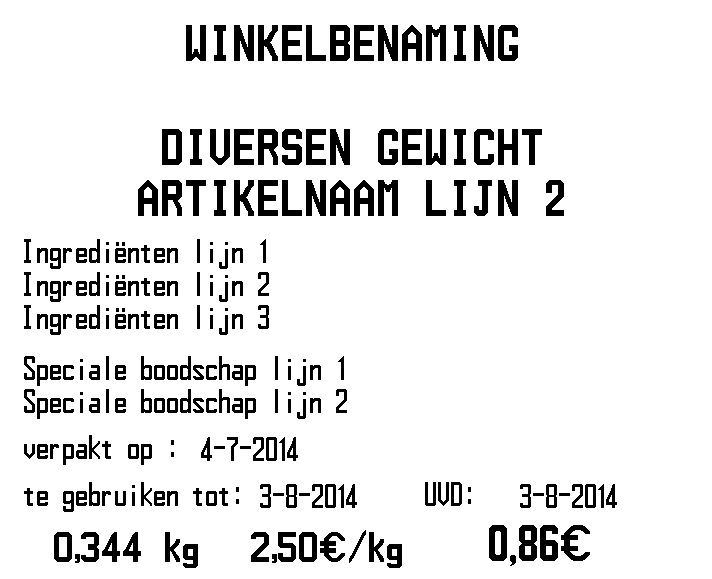 WINKELBENAMING
DIVERSEN GEWICHT
ARTIKELNAAM LIJN 2
Ingrediënten lijn 1
Ingrediënten lijn 2
Ingrediënten lijn 3
Speciale boodschap lijn 1
Speciale boodschap lijn 2
verpakt op : 4-7-2014
te gebruiken tot: 3-8-2014 UVD: 3-8-2014
0,344 kg 2,50€/kg 0,86€